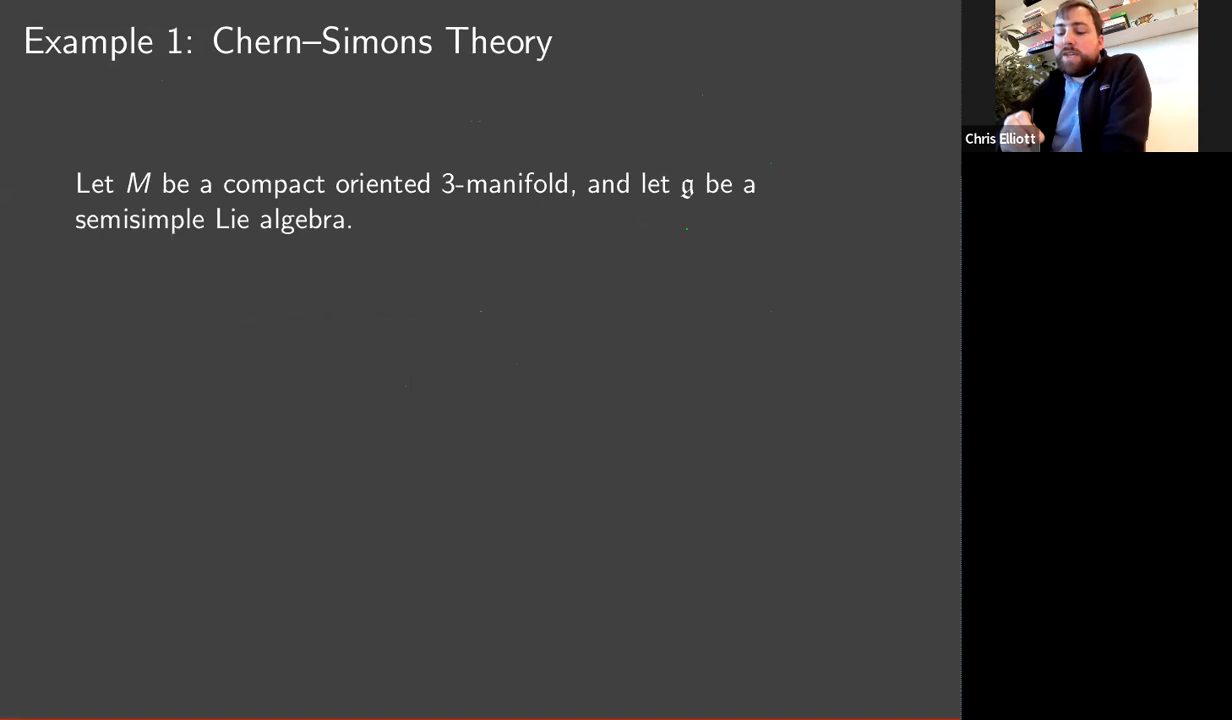 Example 1: Chern–Simons Theory
Let M be a compact oriented 3-manifold, and let 𝔤 be a
semisimple Lie algebra.
Chris Elliott